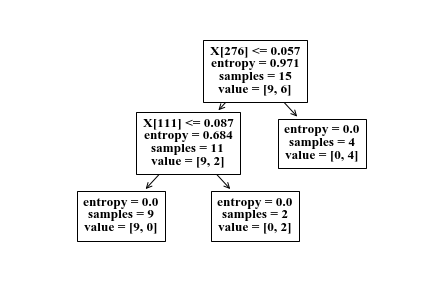 X[276] <= 0.057
entropy = 0.971
samples = 15
value = [9, 6]
X[111] <= 0.087
entropy = 0.684
samples = 11
value = [9, 2]
entropy = 0.0
samples = 4
value = [0, 4]
entropy = 0.0
samples = 9
value = [9, 0]
entropy = 0.0
samples = 2
value = [0, 2]